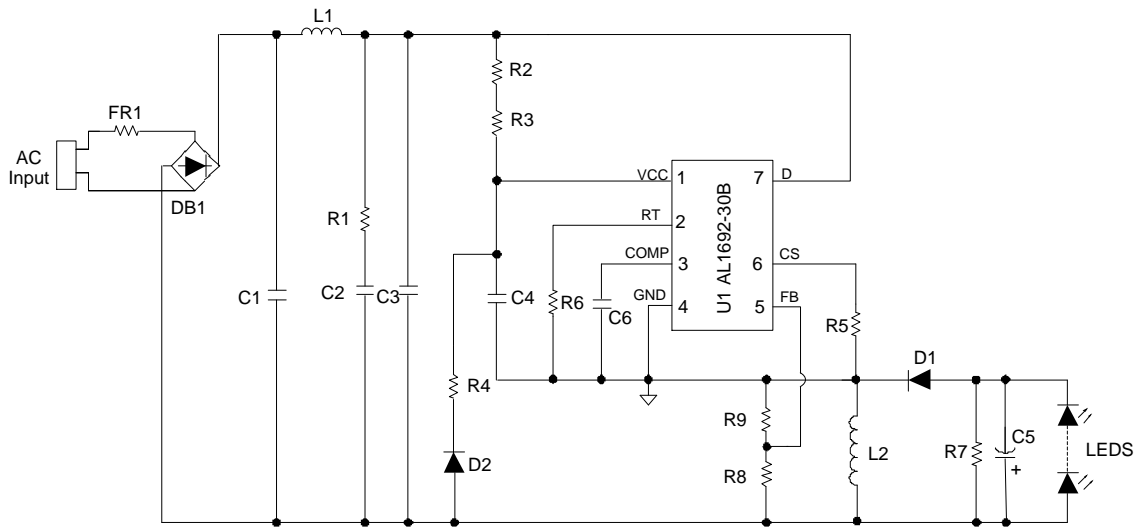 L1
R2
FR1
R3
AC
Input
VCC
1
7
D
DB1
R1
RT
2
U1 AL1692-30B
COMP
3
6
CS
C1
C2
C3
C4
R6
C6
GND
4
5
FB
R5
D1
R4
R9
L2
R7
C5
+
LEDS
D2
R8